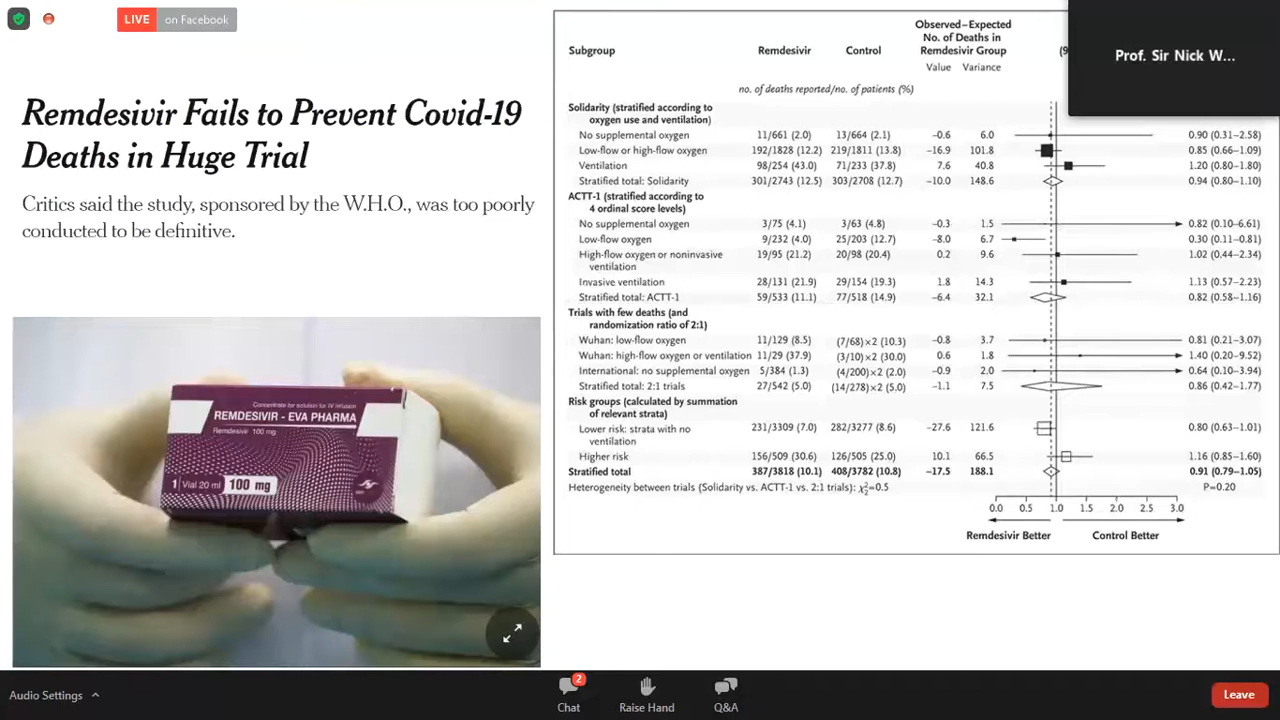 LIVE on Facebook
Prof. Sir Nick W...
Remdesivir Fails to Prevent Covid-19
Deaths in Huge Trial
Critics said the study, sponsored by the W.H.O., was too poorly
conducted to be definitive.
Concentrate for solution for IV infusion
REMDESIVIR - EVA PHARMA
Remdesivir 100 mg
1 Vial 20 ml 100 mg
Observed–Expected
No. of Deaths in
Subgroup Remdesivir Control Remdesivir Group (9
Value Variance
no. of deaths reported/no. of patients (%)
Solidarity (stratified according to
oxygen use and ventilation)
No supplemental oxygen 11/661 (2.0) 13/664 (2.1) −0.6 6.0 0.90 (0.31–2.58)
Low-flow or high-flow oxygen 192/1828 (12.2) 219/1811 (13.8) −16.9 101.8 0.85 (0.66–1.09)
Ventilation 98/254 (43.0) 71/233 (37.8) 7.6 40.8 1.20 (0.80–1.80)
Stratified total: Solidarity 301/2743 (12.5) 303/2708 (12.7) −10.0 148.6 0.94 (0.80–1.10)
ACTT-1 (stratified according to
4 ordinal score levels)
No supplemental oxygen 3/75 (4.1) 3/63 (4.8) −0.3 1.5 0.82 (0.10–6.61)
Low-flow oxygen 9/232 (4.0) 25/203 (12.7) −8.0 6.7 0.30 (0.11–0.81)
High-flow oxygen or noninvasive 19/95 (21.2) 20/98 (20.4) 0.2 9.6 1.02 (0.44–2.34)
ventilation
Invasive ventilation 28/131 (21.9) 29/154 (19.3) 1.8 14.3 1.13 (0.57–2.23)
Stratified total: ACTT-1 59/533 (11.1) 77/518 (14.9) −6.4 32.1 0.82 (0.58–1.16)
Trials with few deaths (and
randomization ratio of 2:1)
Wuhan: low-flow oxygen 11/129 (8.5) (7/68)×2 (10.3) −0.8 3.7 0.81 (0.21–3.07)
Wuhan: high-flow oxygen or ventilation 11/29 (37.9) (3/10)×2 (30.0) 0.6 1.8 1.40 (0.20–9.52)
International: no supplemental oxygen 5/384 (1.3) (4/200)×2 (2.0) −0.9 2.0 0.64 (0.10–3.94)
Stratified total: 2:1 trials 27/542 (5.0) (14/278)×2 (5.0) −1.1 7.5 0.86 (0.42–1.77)
Risk groups (calculated by summation
of relevant strata)
Lower risk: strata with no 231/3309 (7.0) 282/3277 (8.6) −27.6 121.6 0.80 (0.63–1.01)
ventilation
Higher risk 156/509 (30.6) 126/505 (25.0) 10.1 66.5 1.16 (0.85–1.60)
Stratified total 387/3818 (10.1) 408/3782 (10.8) −17.5 188.1 0.91 (0.79–1.05)
Heterogeneity between trials (Solidarity vs. ACTT-1 vs. 2:1 trials): χ²₂=0.5 P=0.20
0.0 0.5 1.0 1.5 2.0 2.5 3.0
Remdesivir Better Control Better
Audio Settings
2
Chat Raise Hand Q&A
Leave